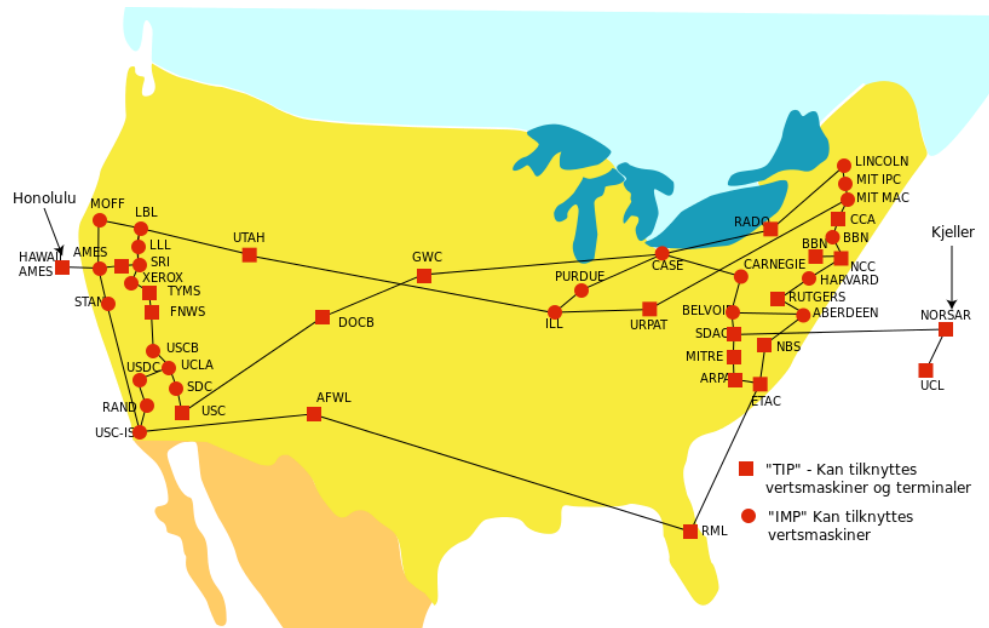 LINCOLN
MIT IPC
MIT MAC
Honolulu
MOFF
LBL
CCA
RADO
BBN
Kjeller
UTAH
LLL
BBN
AMES
GWC
HAWAII
AMES
SRI
CASE
CARNEGIE
NCC
XEROX
PURDUE
HARVARD
TYMS
STAN
RUTGERS
FNWS
BELVOIR
ABERDEEN
NORSAR
DOCB
ILL
URPAT
SDAC
USCB
NBS
MITRE
USDC
UCLA
ARPA
UCL
SDC
ETAC
AFWL
RAND
USC
USC-IS
"TIP" - Kan tilknyttes
vertsmaskiner og terminaler
"IMP" Kan tilknyttes
vertsmaskiner
RML